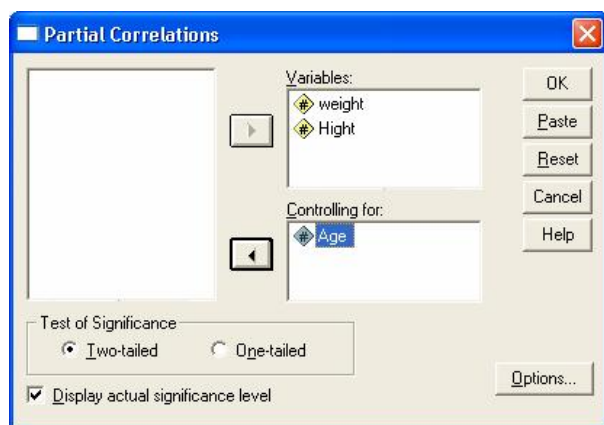 Partial Correlations
Variables:
weight
Hight
Controlling for:
Age
OK
Paste
Reset
Cancel
Help
Test of Significance
Two-tailed
One-tailed
Display actual significance level
Options...